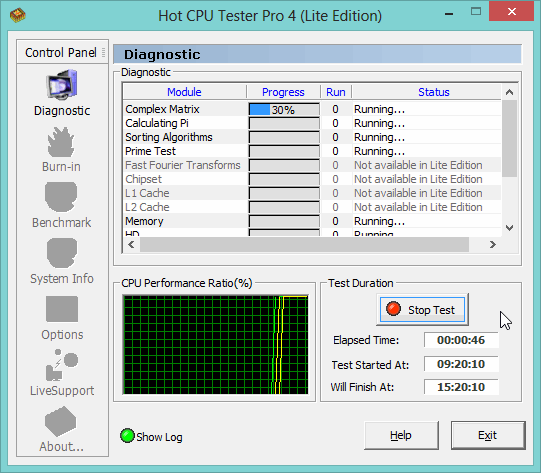 Hot CPU Tester Pro 4 (Lite Edition)
Control Panel
Diagnostic
Burn-in
Benchmark
System Info
Options
LiveSupport
About...
Diagnostic
Diagnostic
Module Progress Run Status
Complex Matrix 30% 0 Running...
Calculating Pi 0 Running...
Sorting Algorithms 0 Running...
Prime Test 0 Running...
Fast Fourier Transforms 0 Not available in Lite Edition
Chipset 0 Not available in Lite Edition
L1 Cache 0 Not available in Lite Edition
L2 Cache 0 Not available in Lite Edition
Memory 0 Running...
HD 0 Running...
CPU Performance Ratio(%)
Test Duration
Stop Test
Elapsed Time: 00:00:46
Test Started At: 09:20:10
Will Finish At: 15:20:10
Show Log
Help
Exit